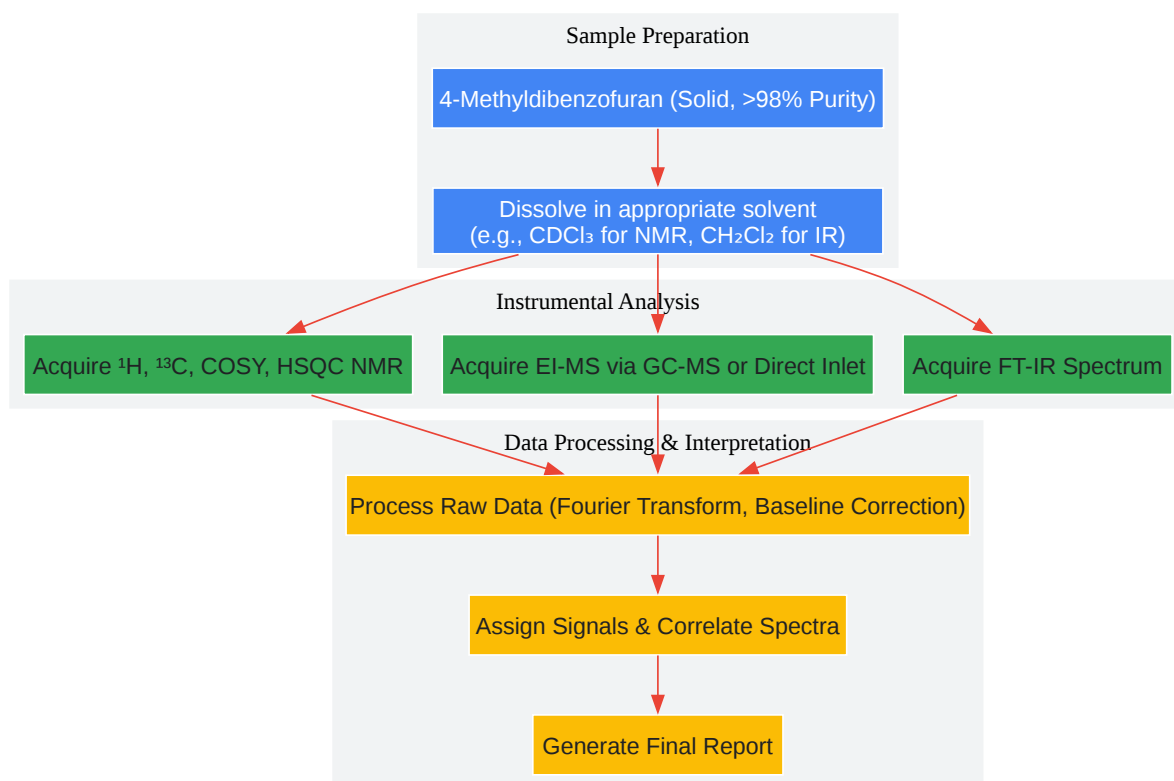 Sample Preparation
4-Methyldibenzofuran (Solid, >98% Purity)
Dissolve in appropriate solvent
(e.g., CDCl₃ for NMR, CH₂Cl₂ for IR)
Instrumental Analysis
Acquire ¹H, ¹³C, COSY, HSQC NMR
Acquire EI-MS via GC-MS or Direct Inlet
Acquire FT-IR Spectrum
Data Processing & Interpretation
Process Raw Data (Fourier Transform, Baseline Correction)
Assign Signals & Correlate Spectra
Generate Final Report